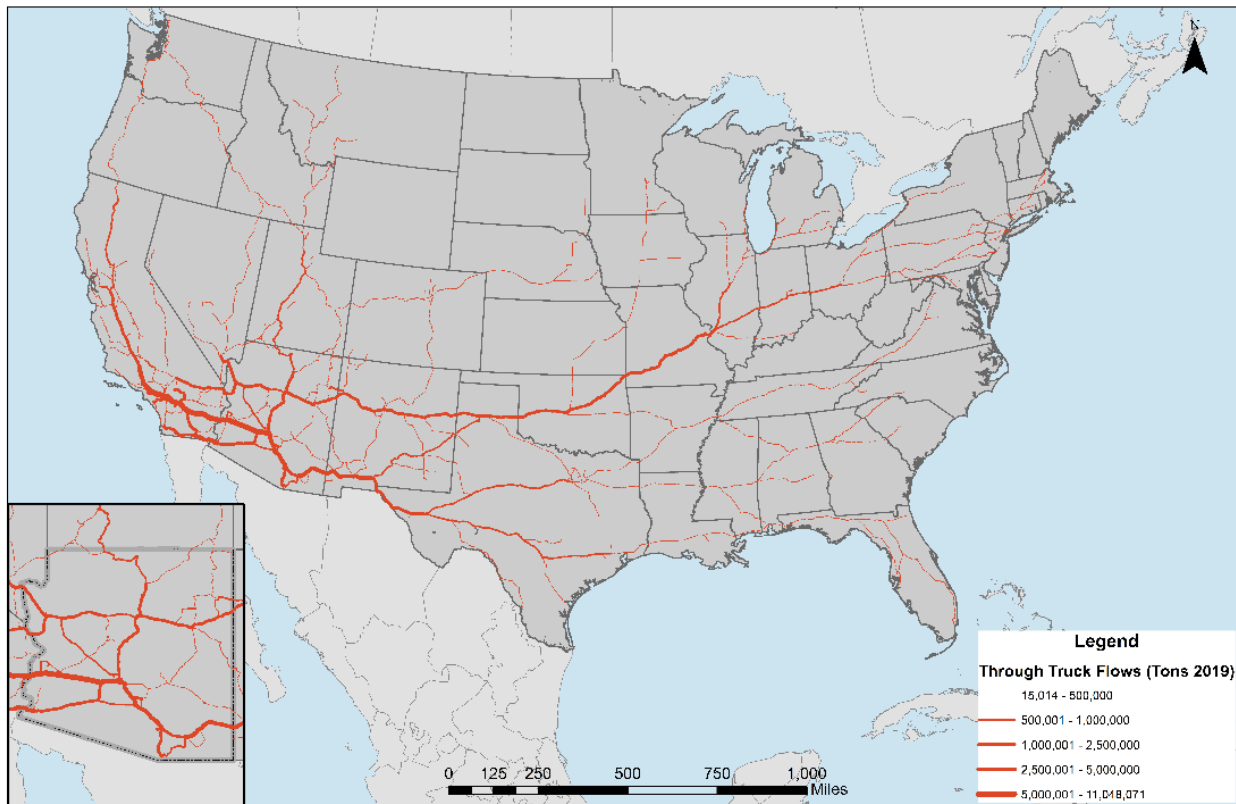 N
Legend
Through Truck Flows (Tons 2019)
15,014 - 500,000
500,001 - 1,000,000
1,000,001 - 2,500,000
2,500,001 - 5,000,000
5,000,001 - 11,048,071
0 125 250 500 750 1,000
Miles